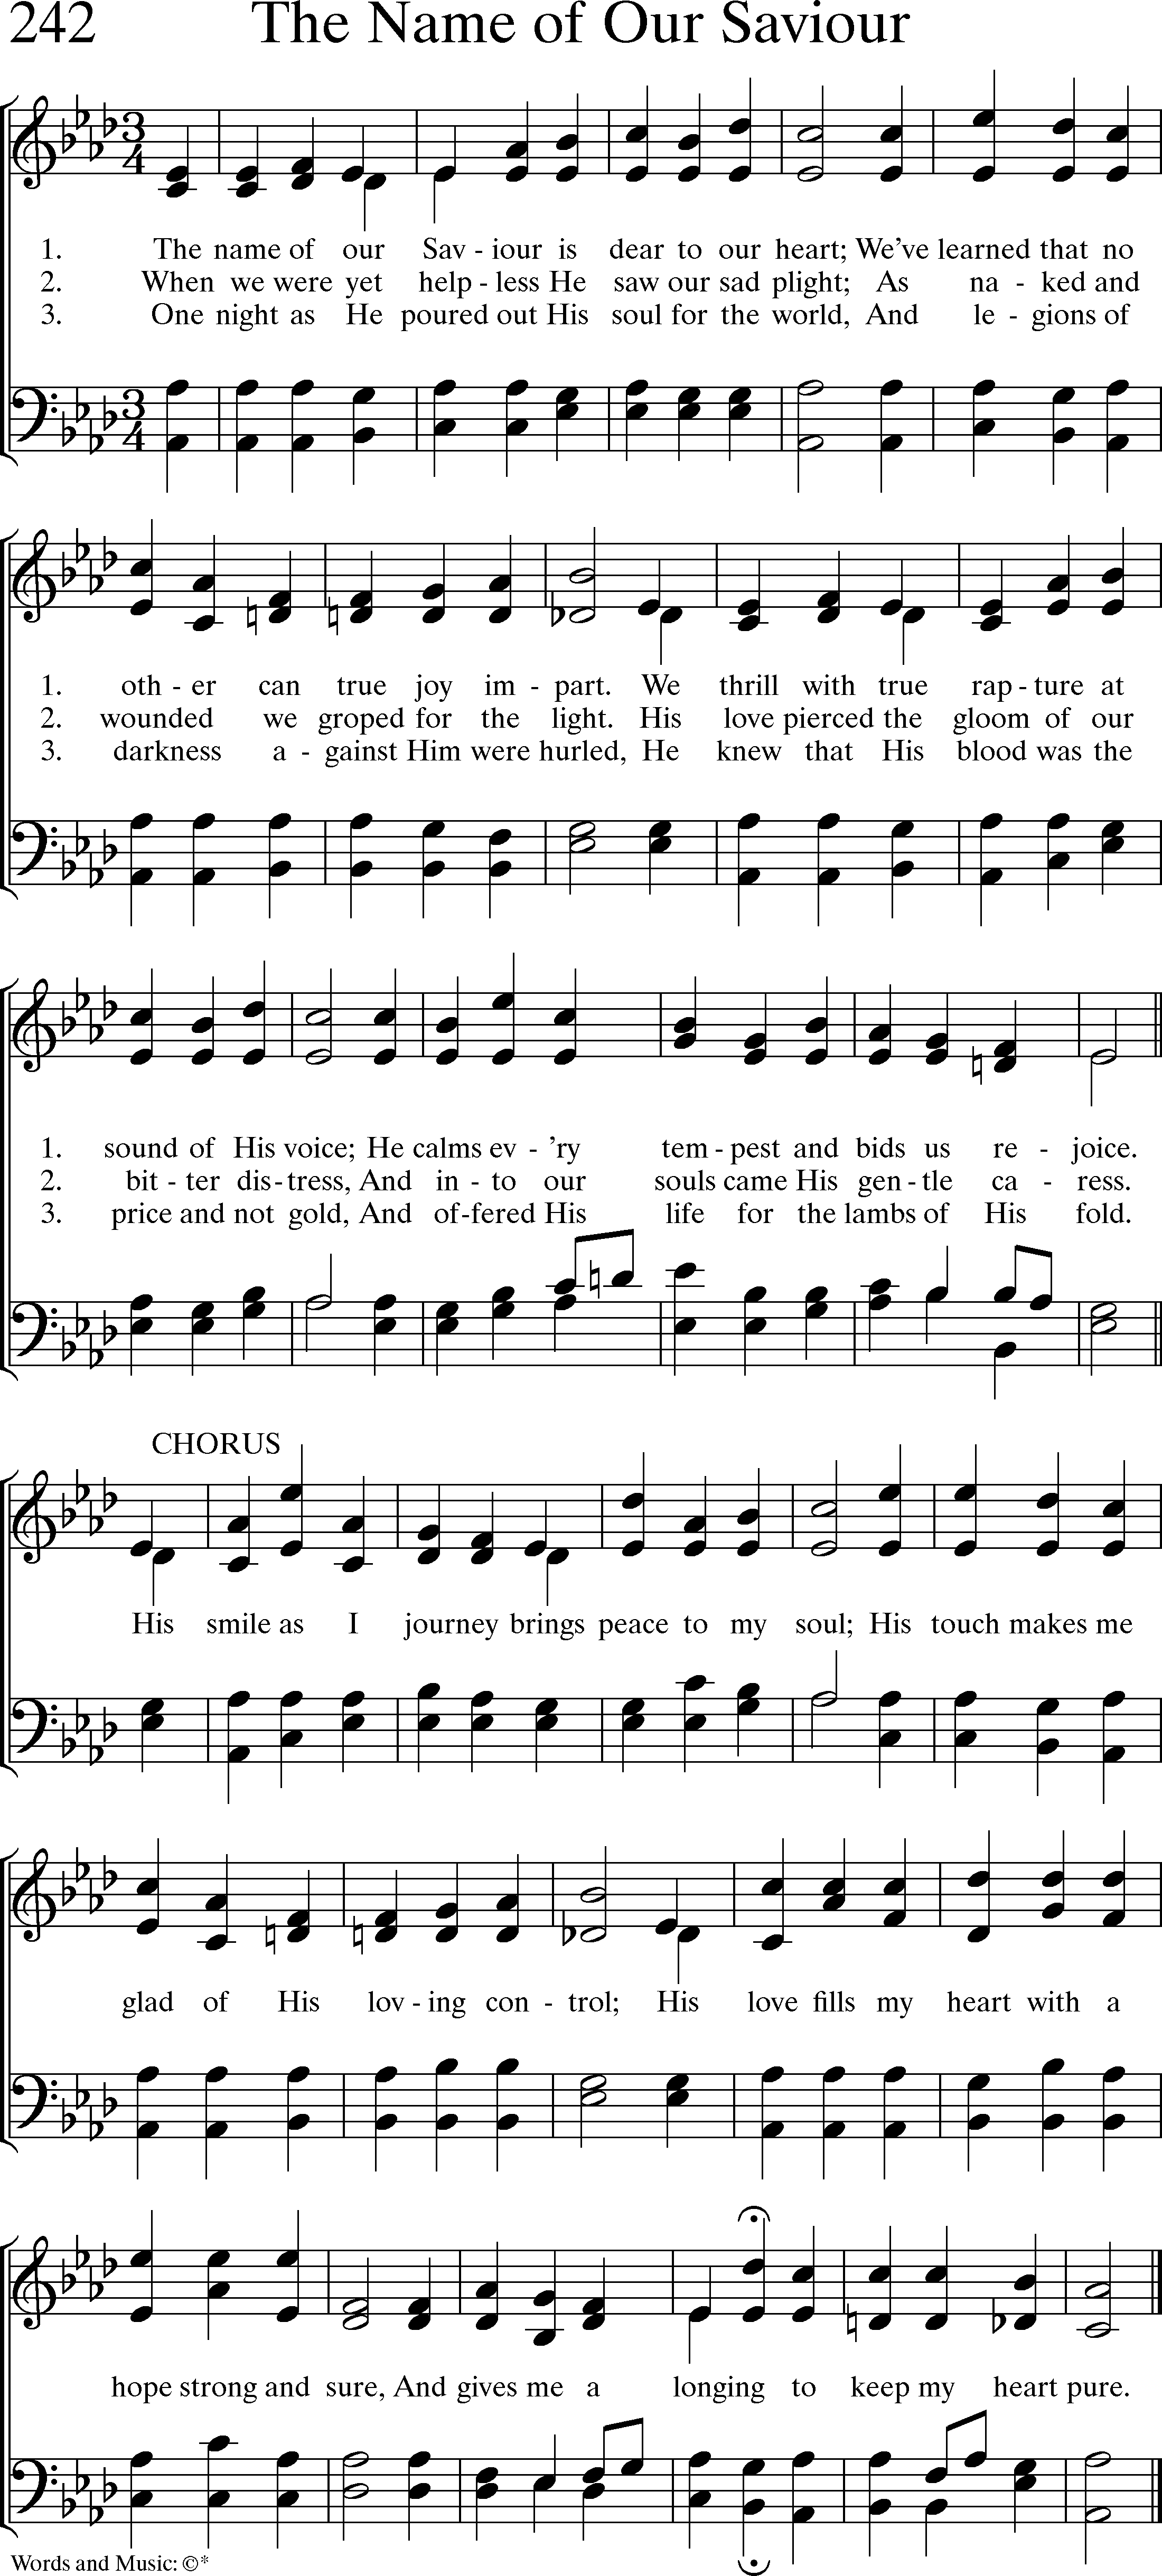 242 The Name of Our Saviour
3
4
1. The name of our Sav - iour is dear to our heart; We've learned that no
2. When we were yet help - less He saw our sad plight; As na - ked and
3. One night as He poured out His soul for the world, And le - gions of
3
4
1. oth - er can true joy im - part. We thrill with true rap - ture at
2. wounded we groped for the light. His love pierced the gloom of our
3. darkness a - gainst Him were hurled, He knew that His blood was the
1. sound of His voice; He calms ev - 'ry tem - pest and bids us re - joice.
2. bit - ter dis - tress, And in - to our souls came His gen - tle ca - ress.
3. price and not gold, And of - fered His life for the lambs of His fold.
CHORUS
His smile as I journey brings peace to my soul; His touch makes me
glad of His lov - ing con - trol; His love fills my heart with a
hope strong and sure, And gives me a longing to keep my heart pure.
Words and Music: ©*